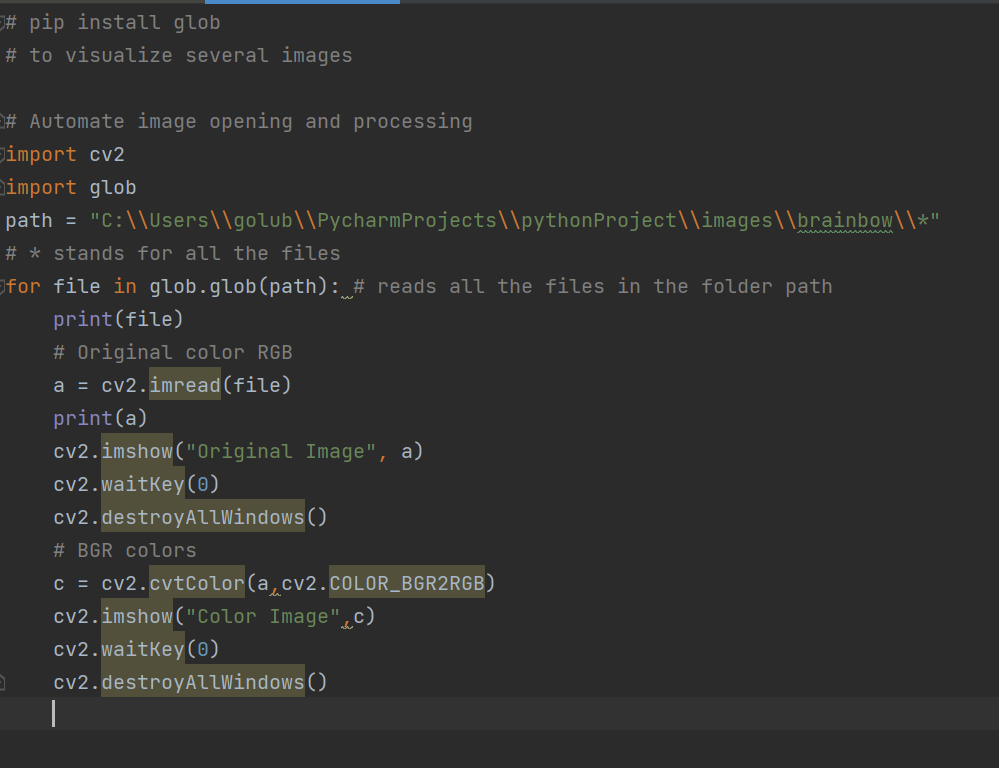 # pip install glob
# to visualize several images
# Automate image opening and processing
import cv2
import glob
path = "C:\\Users\\golub\\PycharmProjects\\pythonProject\\images\\brainbow\\*"
# * stands for all the files
for file in glob.glob(path): # reads all the files in the folder path
    print(file)
    # Original color RGB
    a = cv2.imread(file)
    print(a)
    cv2.imshow("Original Image", a)
    cv2.waitKey(0)
    cv2.destroyAllWindows()
    # BGR colors
    c = cv2.cvtColor(a,cv2.COLOR_BGR2RGB)
    cv2.imshow("Color Image",c)
    cv2.waitKey(0)
    cv2.destroyAllWindows()